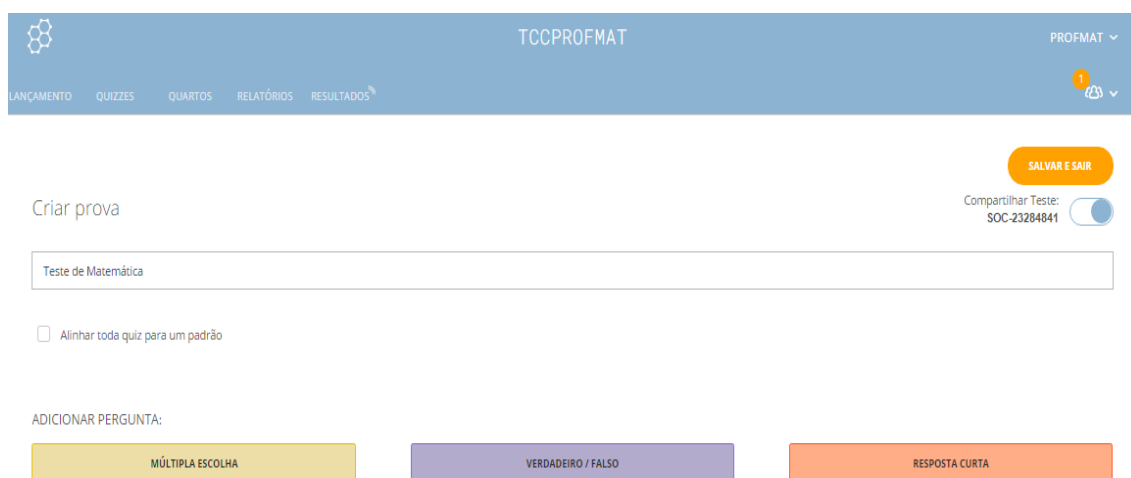 TCCPROFMAT
PROFMAT
1
LANÇAMENTO QUIZZES QUARTOS RELATÓRIOS RESULTADOS
SALVAR E SAIR
Criar prova
Compartilhar Teste:
SOC-23284841
Teste de Matemática
Alinhar toda quiz para um padrão
ADICIONAR PERGUNTA:
MÚLTIPLA ESCOLHA VERDADEIRO / FALSO RESPOSTA CURTA